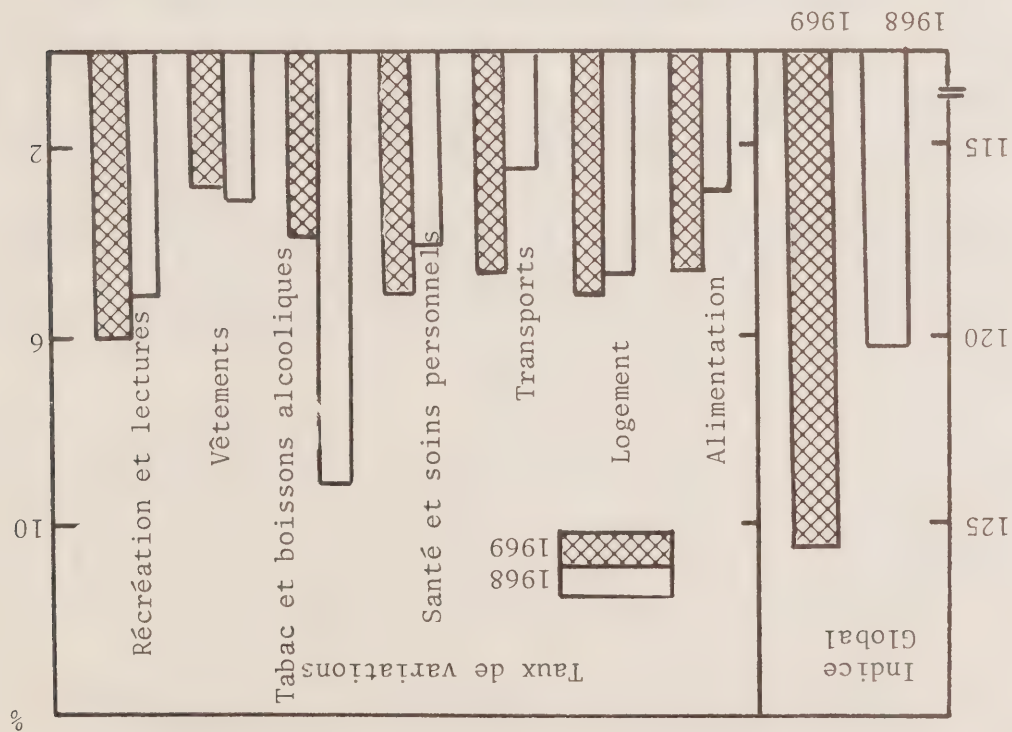 %
Indice
Global
Taux de variations
125
120
115
1968
1969
1968
1969
Alimentation
Logement
Transports
Santé et soins personnels
Tabac et boissons alcooliques
Vêtements
Récréation et lectures
10
6
2